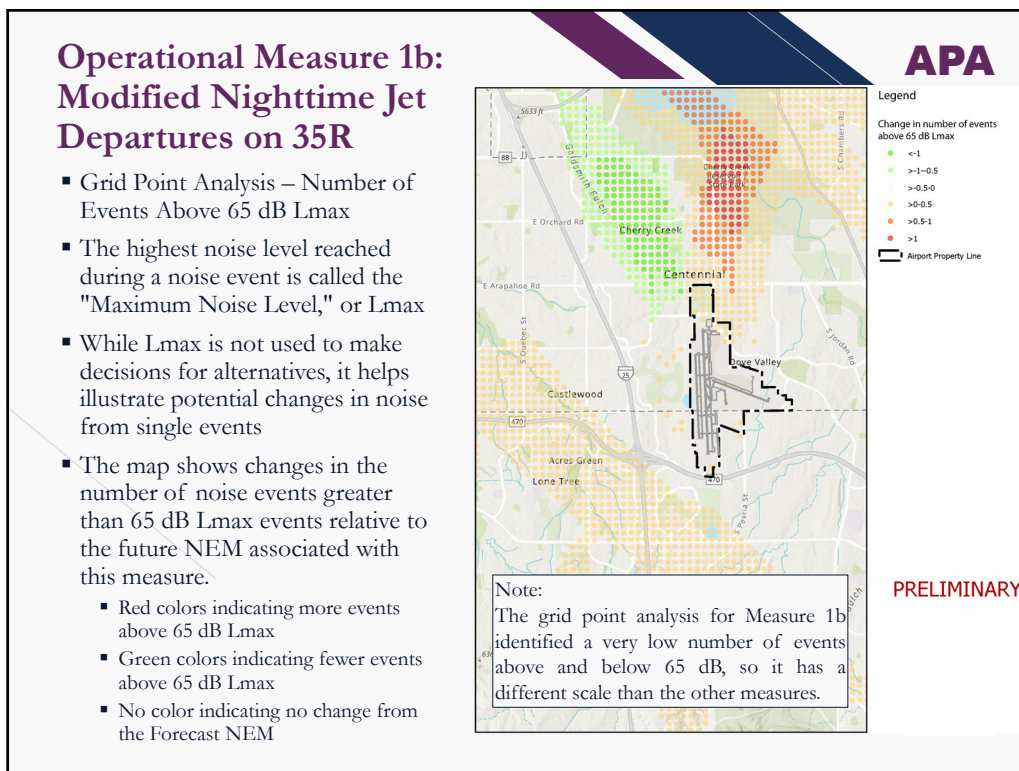 Operational Measure 1b:
Modified Nighttime Jet
Departures on 35R
▪ Grid Point Analysis – Number of
Events Above 65 dB Lmax
▪ The highest noise level reached
during a noise event is called the
"Maximum Noise Level," or Lmax
▪ While Lmax is not used to make
decisions for alternatives, it helps
illustrate potential changes in noise
from single events
▪ The map shows changes in the
number of noise events greater
than 65 dB Lmax events relative to
the future NEM associated with
this measure.
▪ Red colors indicating more events
above 65 dB Lmax
▪ Green colors indicating fewer events
above 65 dB Lmax
▪ No color indicating no change from
the Forecast NEM
5633 ft
88
Goldsmith Gulch
S Chambers Rd
Cherry Creek
Reservoir
State Park
E Orchard Rd
Cherry Creek
Centennial
E Arapahoe Rd
S Quebec St
S Jordan Rd
Dove Valley
25
Castlewood
470
Acres Green
Lone Tree
470
S Peoria St
Gulch
Note:
The grid point analysis for Measure 1b
identified a very low number of events
above and below 65 dB, so it has a
different scale than the other measures.
APA
Legend
Change in number of events
above 65 dB Lmax
<-1
>-1--0.5
>-0.5-0
>0-0.5
>0.5-1
>1
Airport Property Line
PRELIMINARY